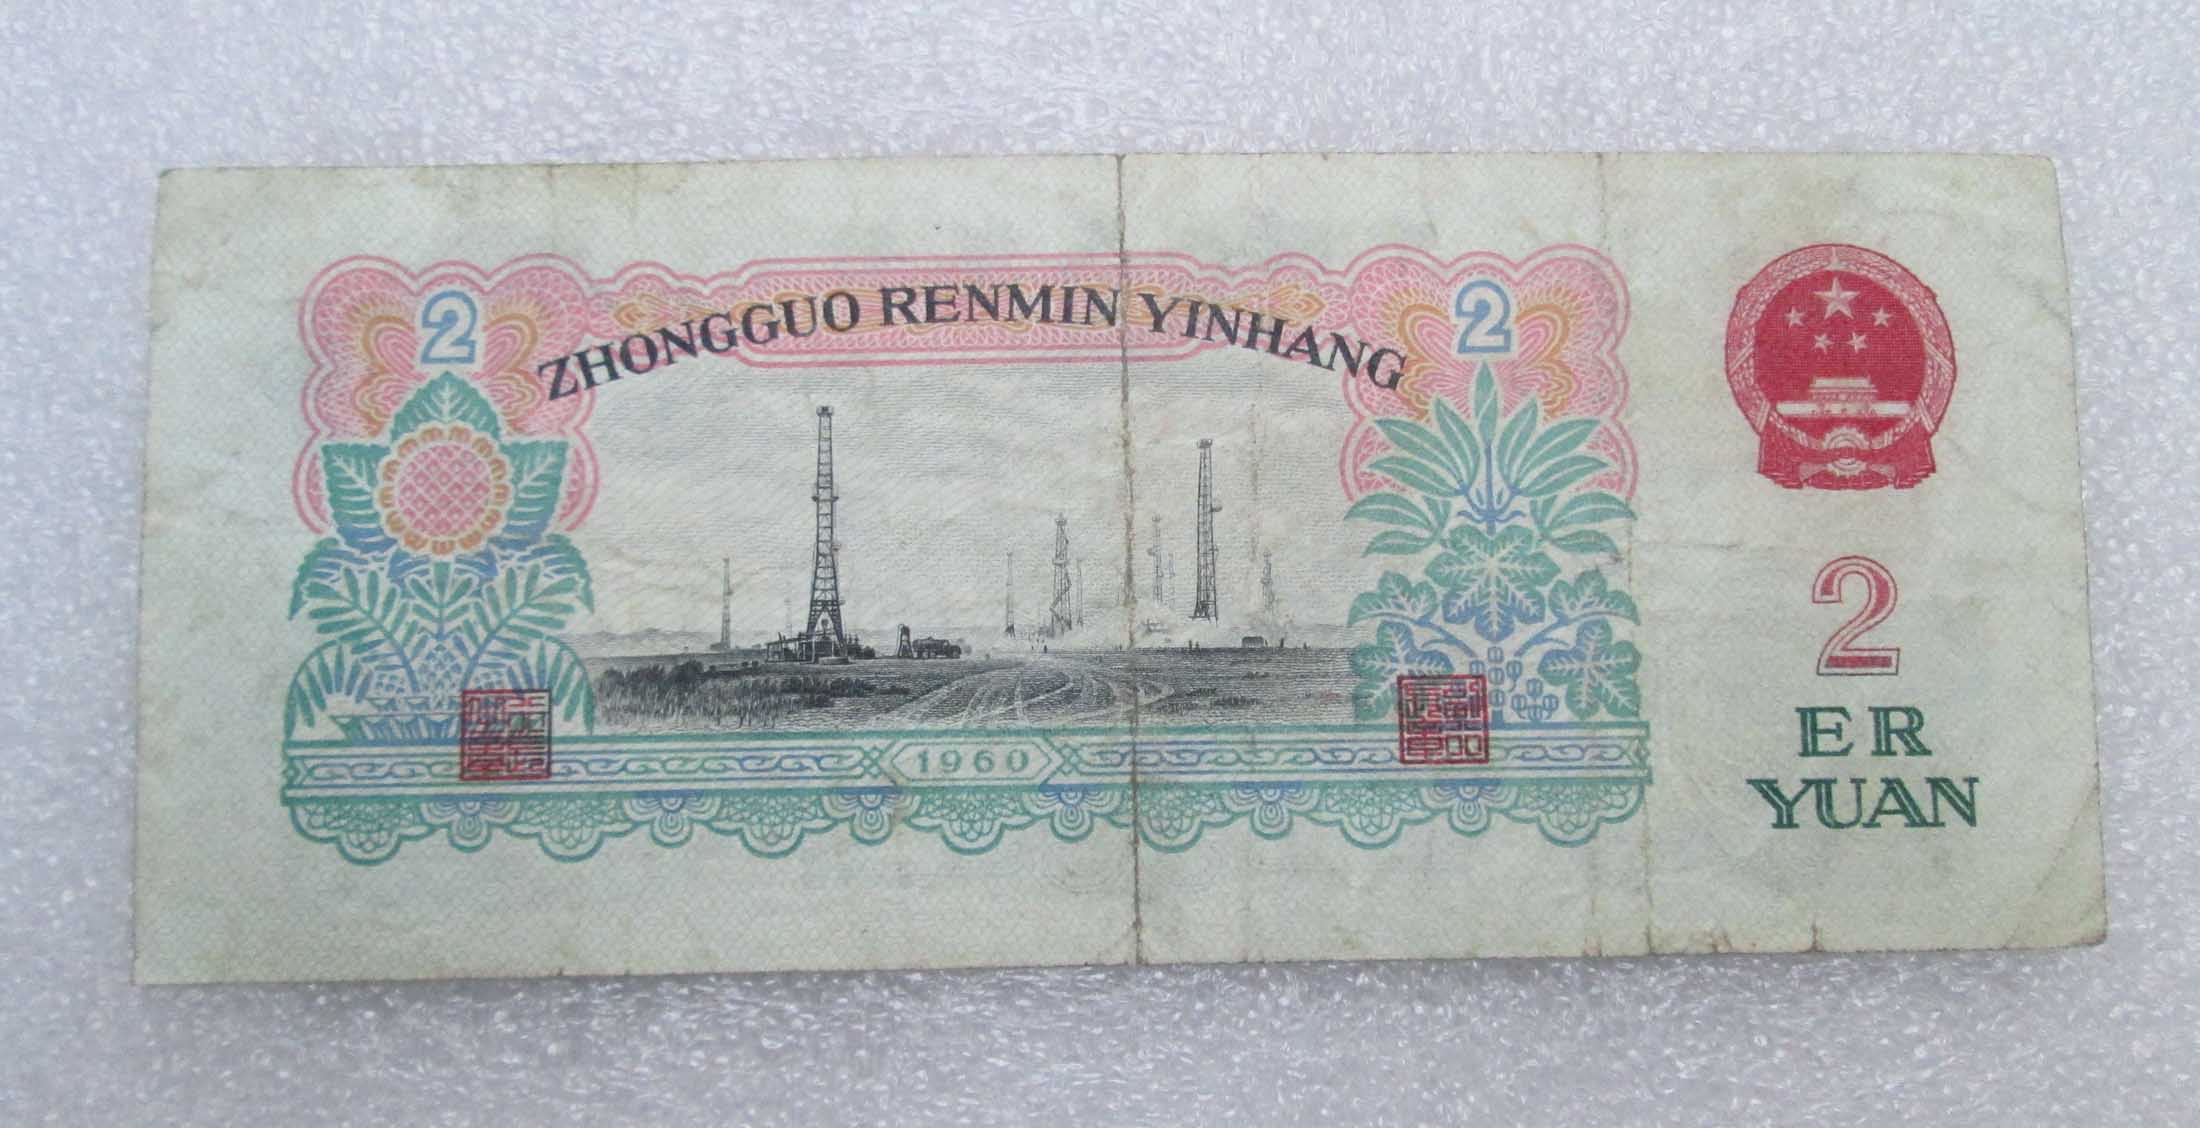 ZHONGGUO RENMIN YINHANG
2
2
2
ER
YUAN
1960